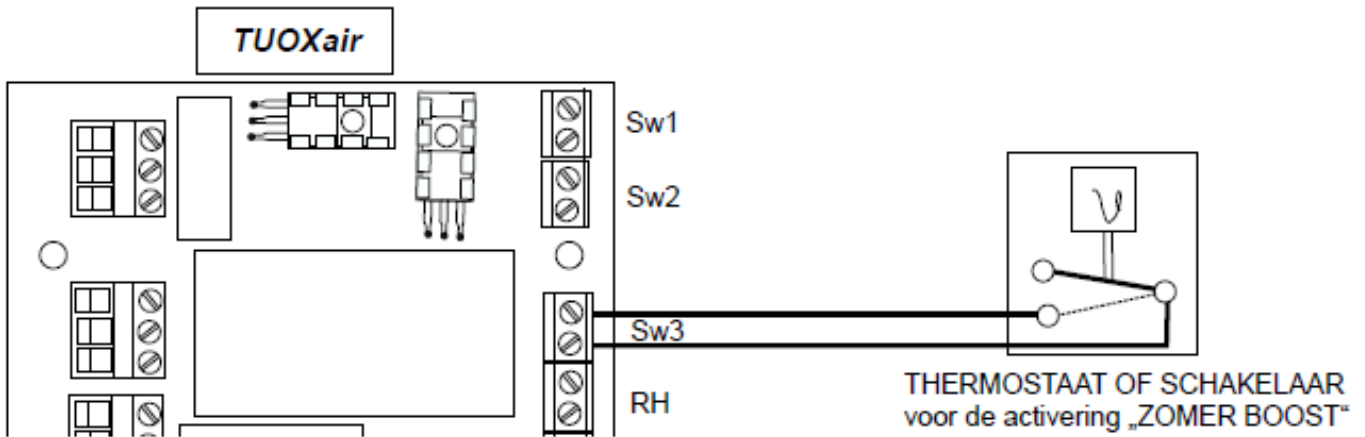 TUOXair
Sw1
Sw2
Sw3
RH
THERMOSTAAT OF SCHAKELAAR
voor de activering „ZOMER BOOST“